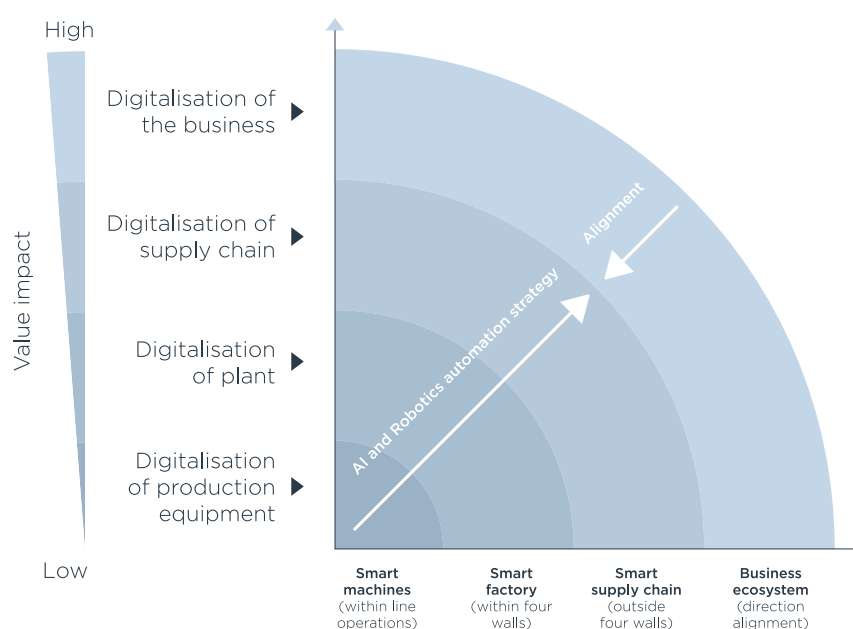 High
Value impact
Low
Digitalisation of
the business
Digitalisation of
supply chain
Digitalisation
of plant
Digitalisation
of production
equipment
Alignment
AI and Robotics automation strategy
Smart
machines
(within line
operations)
Smart
factory
(within four
walls)
Smart
supply chain
(outside
four walls)
Business
ecosystem
(direction
alignment)